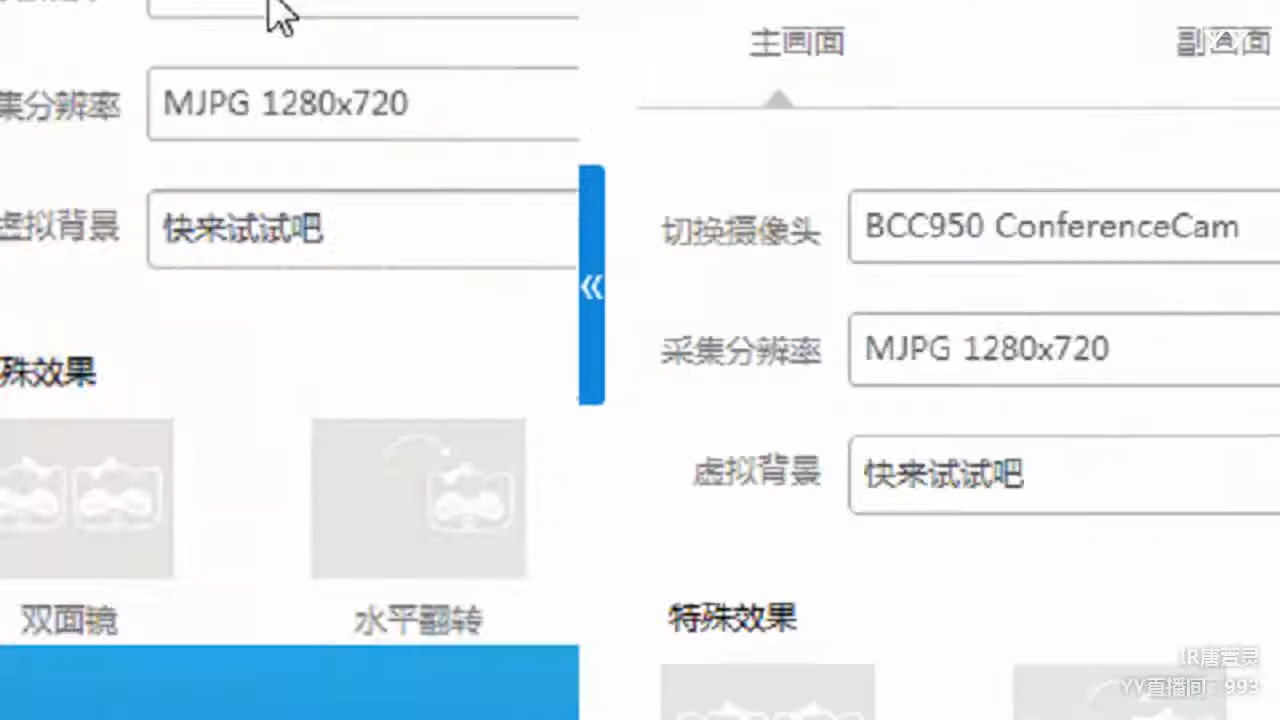 集分辨率
MJPG 1280x720
虚拟背景
快来试试吧
殊效果
双面镜
水平翻转
«
主画面
副画面
切换摄像头
BCC950 ConferenceCam
采集分辨率
MJPG 1280x720
虚拟背景
快来试试吧
特殊效果
YY直播间：993